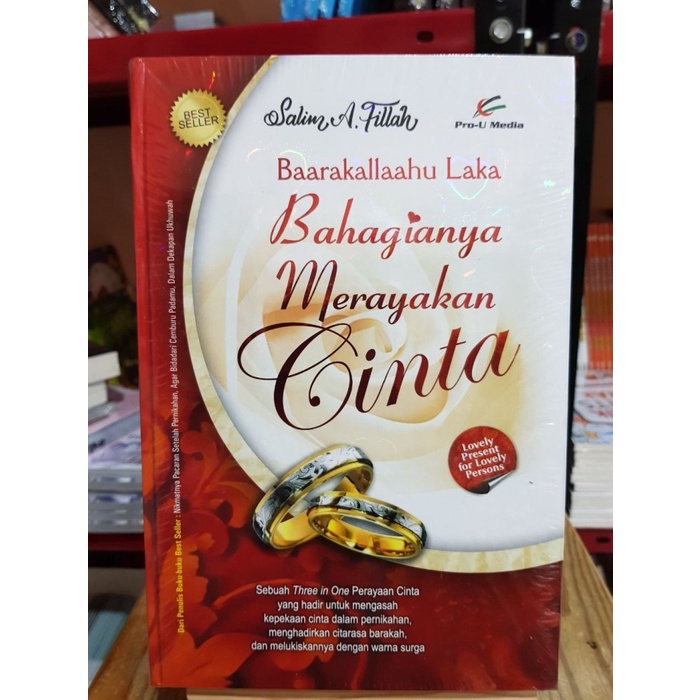 BEST
SELLER
Salim A. Fillah
Pro-U Media
Baarakallaahu Laka
Bahagianya
Merayakan
Cinta
Lovely
Present
for Lovely
Persons
Dari Penulis Buku-buku Best Seller : Nikmatnya Pacaran Setelah Pernikahan, Agar Bidadari Cemburu Padamu, Dalam Dekapan Ukhuwah
Sebuah Three in One Perayaan Cinta
yang hadir untuk mengasah
kepekaan cinta dalam pernikahan,
menghadirkan citarasa barakah,
dan melukiskannya dengan warna surga